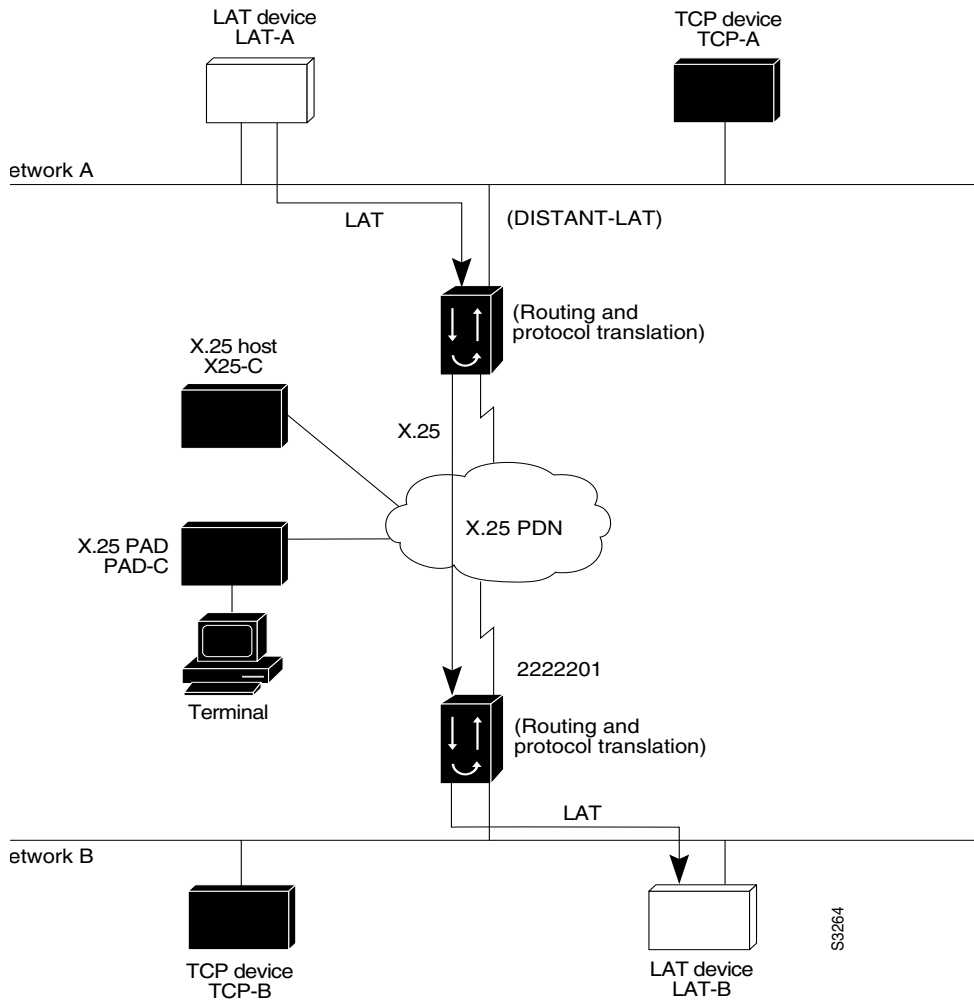 LAT device
LAT-A
TCP device
TCP-A
etwork A
LAT
(DISTANT-LAT)
(Routing and
protocol translation)
X.25 host
X25-C
X.25
X.25 PDN
X.25 PAD
PAD-C
2222201
Terminal
(Routing and
protocol translation)
LAT
etwork B
TCP device
TCP-B
LAT device
LAT-B
S3264